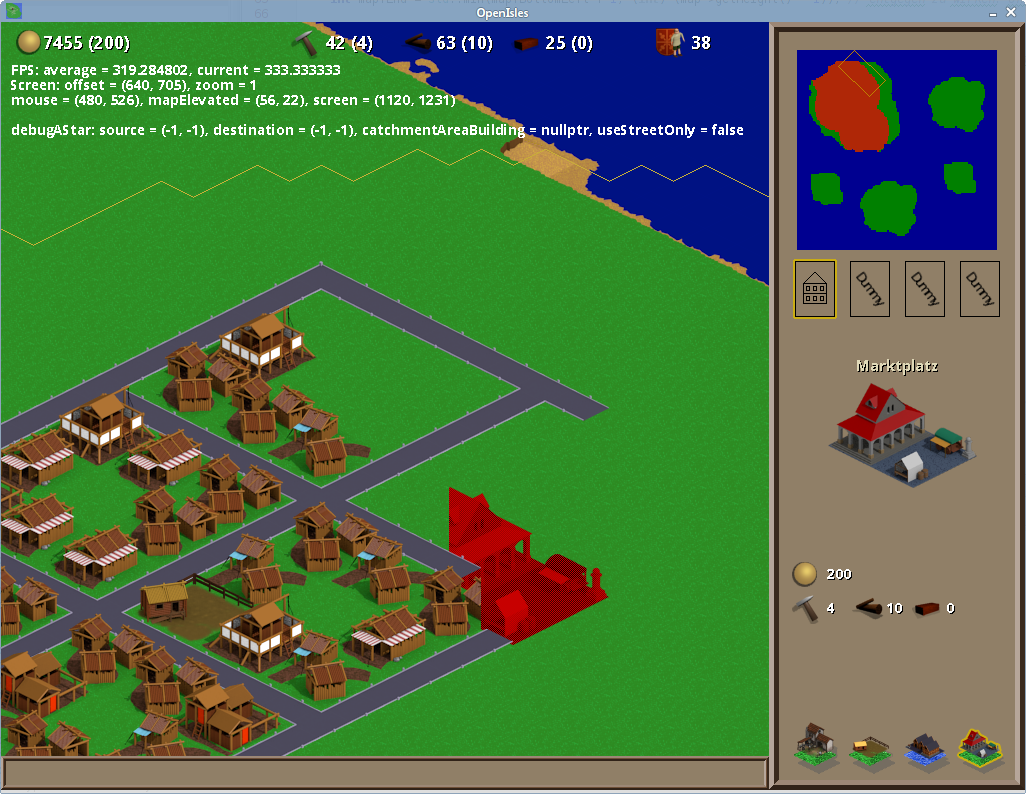 OpenIsles
7455 (200)
42 (4)
63 (10)
25 (0)
38
FPS: average = 319.284802, current = 333.333333
Screen: offset = (640, 705), zoom = 1
mouse = (480, 526), mapElevated = (56, 22), screen = (1120, 1231)
debugAStar: source = (-1, -1), destination = (-1, -1), catchmentAreaBuilding = nullptr, useStreetOnly = false
Dummy
Dummy
Dummy
Marktplatz
200
4
10
0